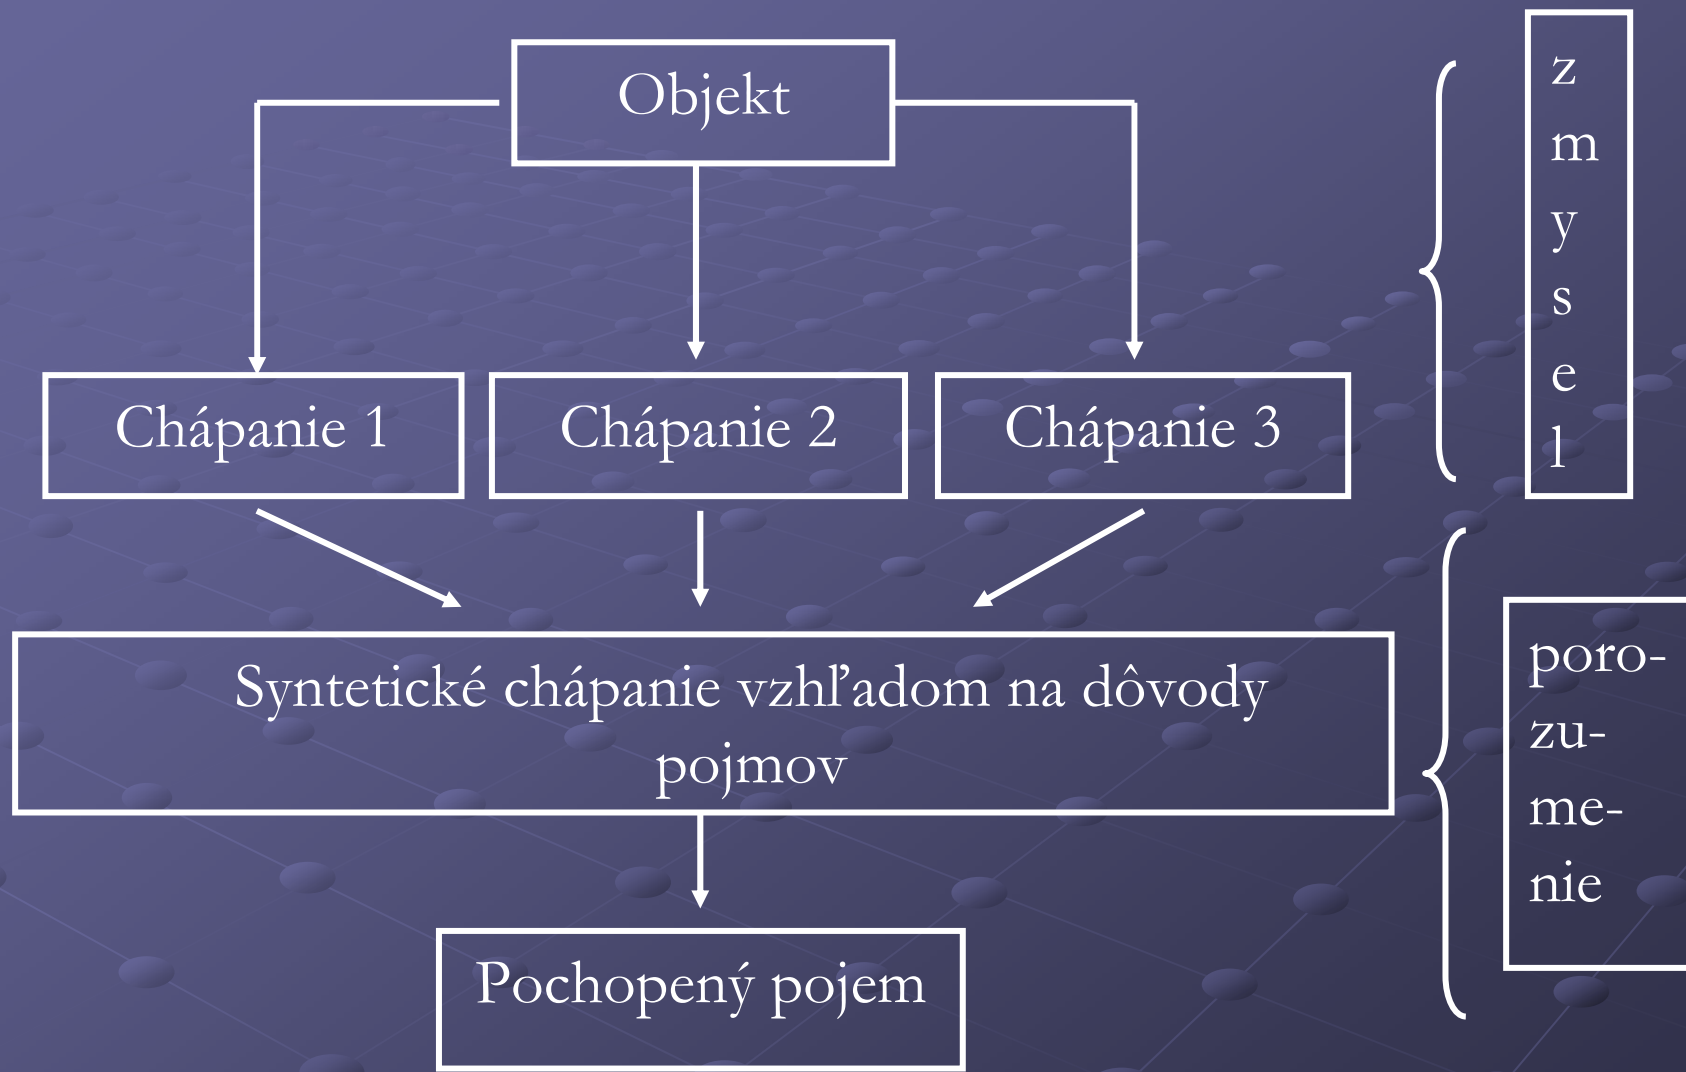 Objekt
z
m
y
s
e
l
Chápanie 1
Chápanie 2
Chápanie 3
Syntetické chápanie vzhľadom na dôvody
pojmov
poro-
zu-
me-
nie
Pochopený pojem